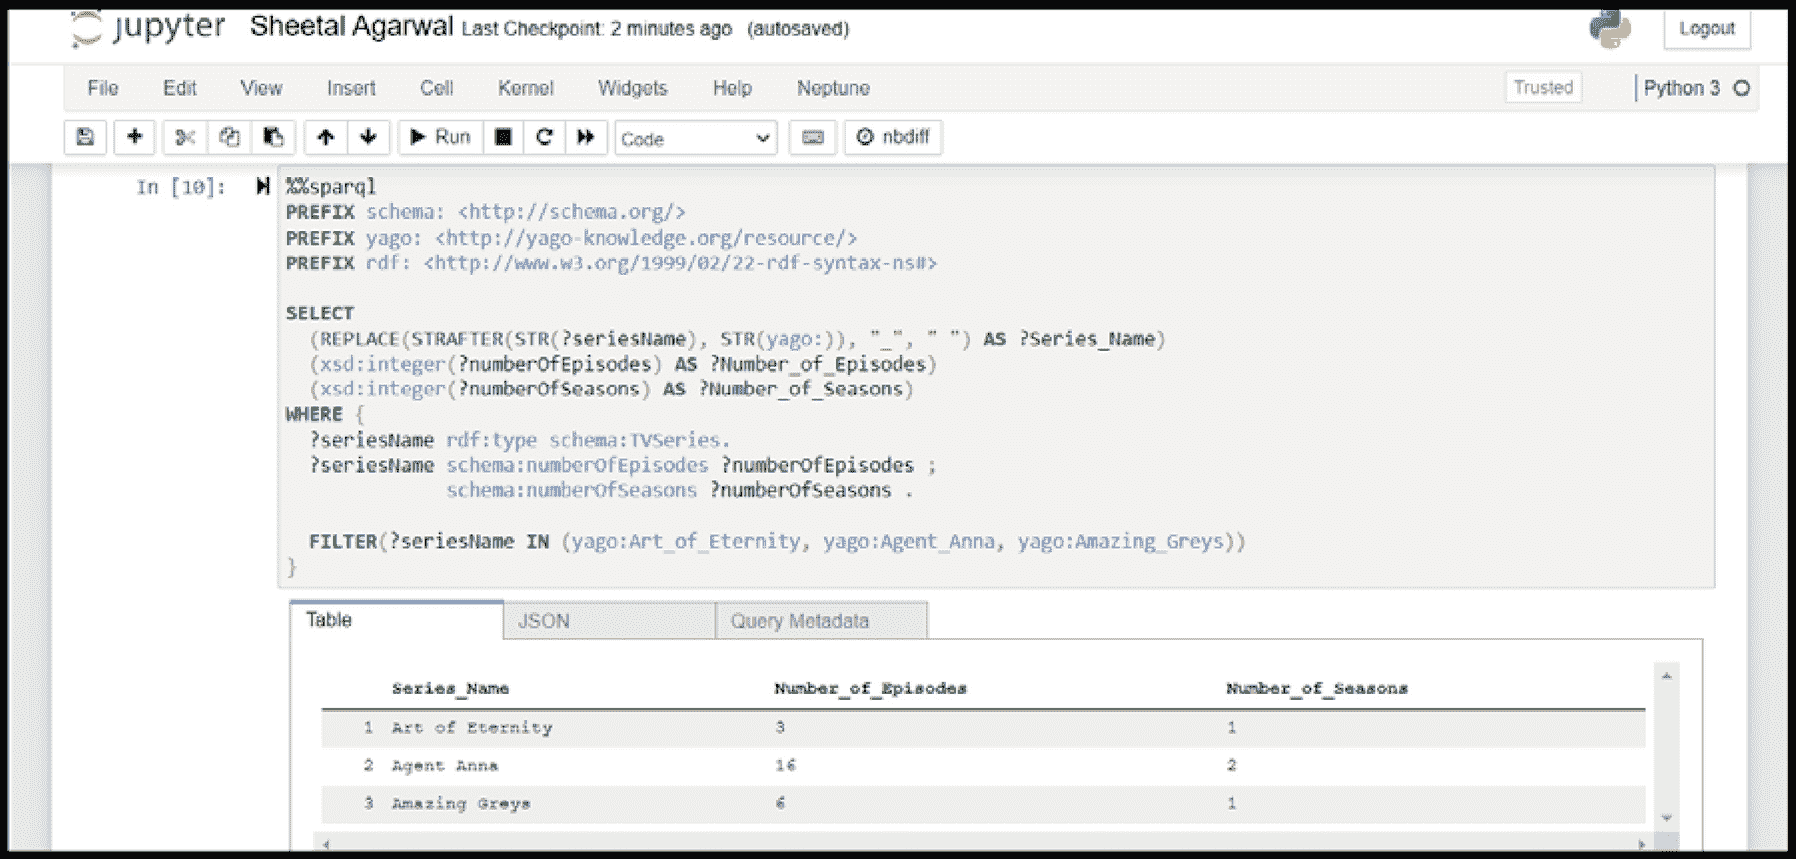 jupyter Sheetal Agarwal Last Checkpoint: 2 minutes ago (autosaved) Logout
File Edit View Insert Cell Kernel Widgets Help Neptune Trusted Python 3
Run Code nbdiff
In [10]: %%sparql
PREFIX schema: <http://schema.org/>
PREFIX yago: <http://yago-knowledge.org/resource/>
PREFIX rdf: <http://www.w3.org/1999/02/22-rdf-syntax-ns#>
SELECT
(REPLACE(STRAFTER(STR(?seriesName), STR(yago:)), "_", " ") AS ?Series_Name)
(xsd:integer(?numberOfEpisodes) AS ?Number_of_Episodes)
(xsd:integer(?numberOfSeasons) AS ?Number_of_Seasons)
WHERE {
?seriesName rdf:type schema:TVSeries.
?seriesName schema:numberOfEpisodes ?numberOfEpisodes ;
schema:numberOfSeasons ?numberOfSeasons .
FILTER(?seriesName IN (yago:Art_of_Eternity, yago:Agent_Anna, yago:Amazing_Greys))
}
Table JSON Query Metadata
Series_Name Number_of_Episodes Number_of_Seasons
1 Art of Eternity 3 1
2 Agent Anna 16 2
3 Amazing Greys 6 1